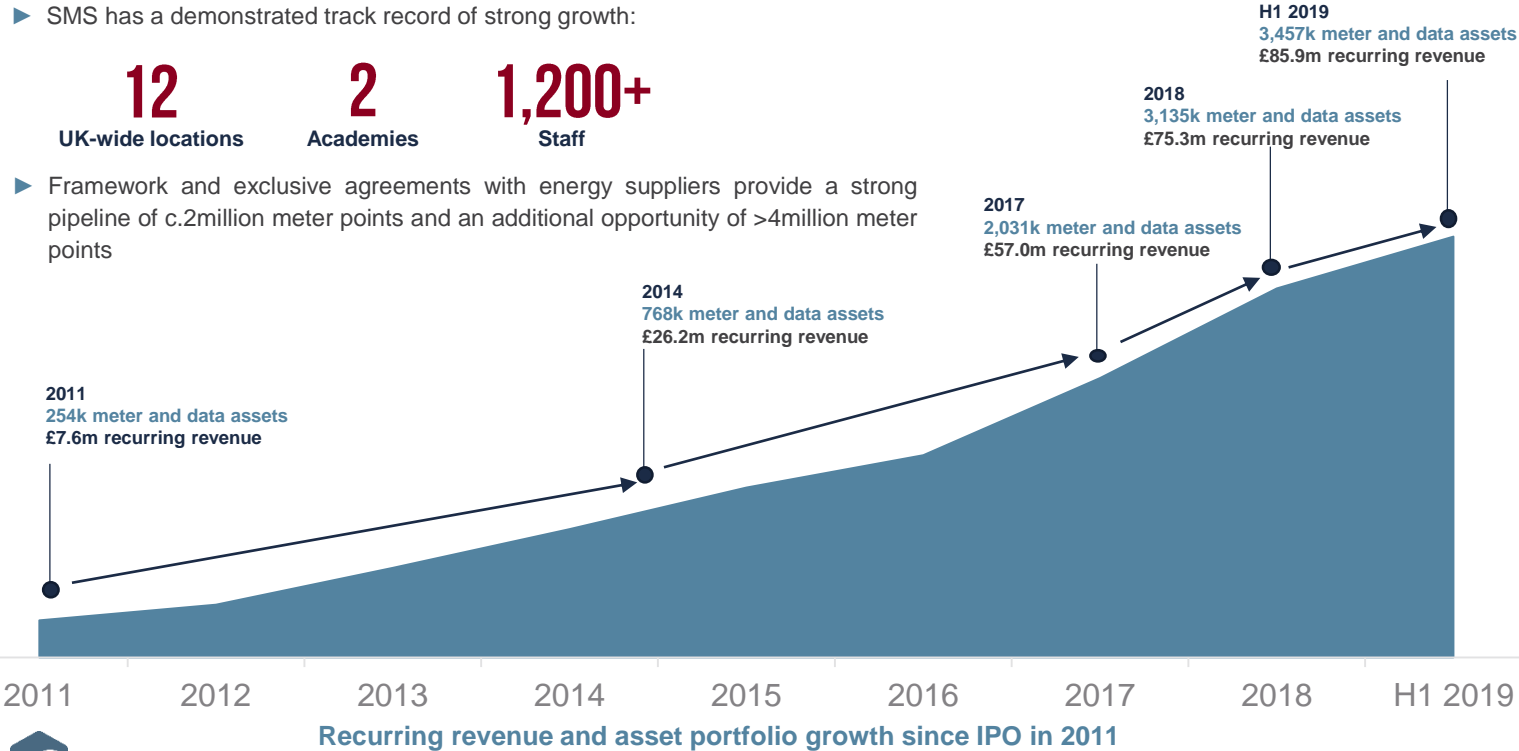 ► SMS has a demonstrated track record of strong growth:
12
UK-wide locations
2
Academies
1,200+
Staff
► Framework and exclusive agreements with energy suppliers provide a strong
pipeline of c.2million meter points and an additional opportunity of >4million meter
points
2011
254k meter and data assets
£7.6m recurring revenue
2014
768k meter and data assets
£26.2m recurring revenue
2017
2,031k meter and data assets
£57.0m recurring revenue
2018
3,135k meter and data assets
£75.3m recurring revenue
H1 2019
3,457k meter and data assets
£85.9m recurring revenue
2011 2012 2013 2014 2015 2016 2017 2018 H1 2019
Recurring revenue and asset portfolio growth since IPO in 2011